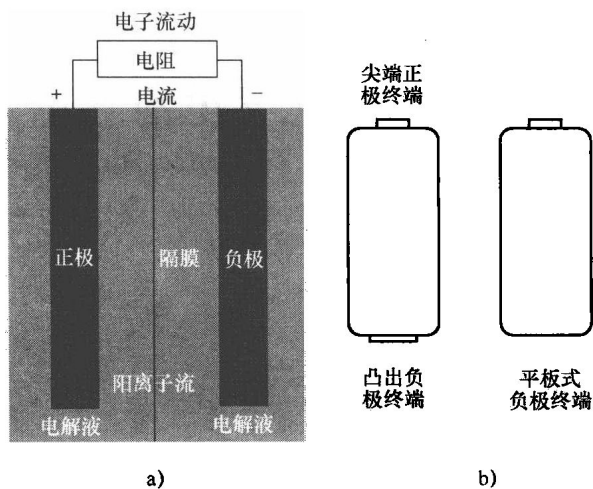 电子流动
电阻
+
电流
−
正极
隔膜
负极
阳离子流
电解液
电解液
a)
尖端正
极终端
凸出负
极终端
平板式
负极终端
b)